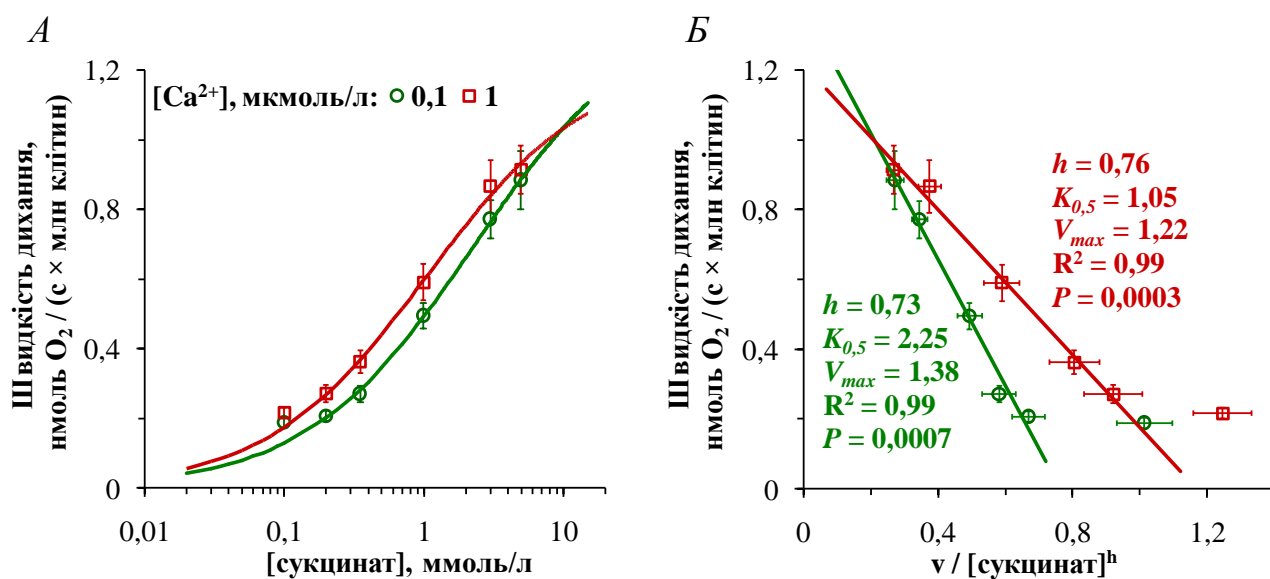 А
Швидкість дихання,
нмоль O₂ / (с × млн клітин)
1,2
0,8
0,4
0
[Ca²⁺], мкмоль/л: 0,1 1
0,01
0,1
1
10
[сукцинат], ммоль/л
Б
Швидкість дихання,
нмоль O₂ / (с × млн клітин)
1,2
0,8
0,4
0
h = 0,76
K₀,₅ = 1,05
Vmax = 1,22
R² = 0,99
P = 0,0003
h = 0,73
K₀,₅ = 2,25
Vmax = 1,38
R² = 0,99
P = 0,0007
0
0,4
0,8
1,2
v / [сукцинат]ʰ